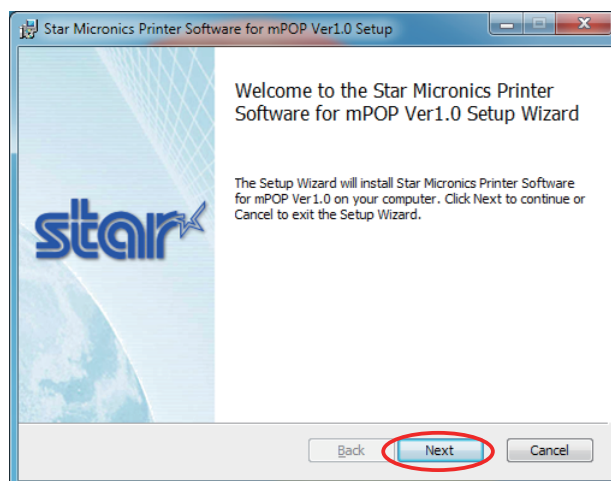 Star Micronics Printer Software for mPOP Ver1.0 Setup
Welcome to the Star Micronics Printer
Software for mPOP Ver1.0 Setup Wizard
The Setup Wizard will install Star Micronics Printer Software
for mPOP Ver1.0 on your computer. Click Next to continue or
Cancel to exit the Setup Wizard.
star
Back
Next
Cancel